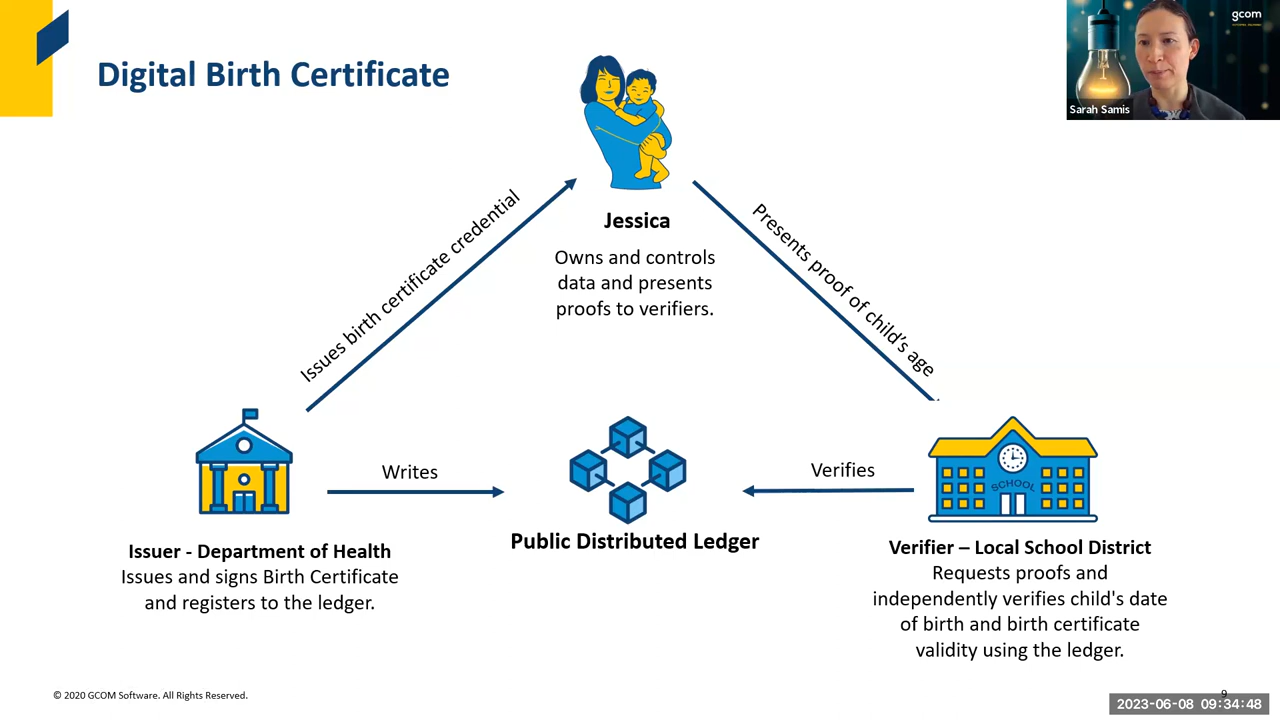 Digital Birth Certificate
gcom
Sarah Samis
Issues birth certificate credential
Presents proof of child's age
Jessica
Owns and controls
data and presents
proofs to verifiers.
Writes
Verifies
SCHOOL
Public Distributed Ledger
Issuer - Department of Health
Issues and signs Birth Certificate
and registers to the ledger.
Verifier – Local School District
Requests proofs and
independently verifies child's date
of birth and birth certificate
validity using the ledger.
© 2020 GCOM Software. All Rights Reserved.
9
2023-06-08 09:34:48